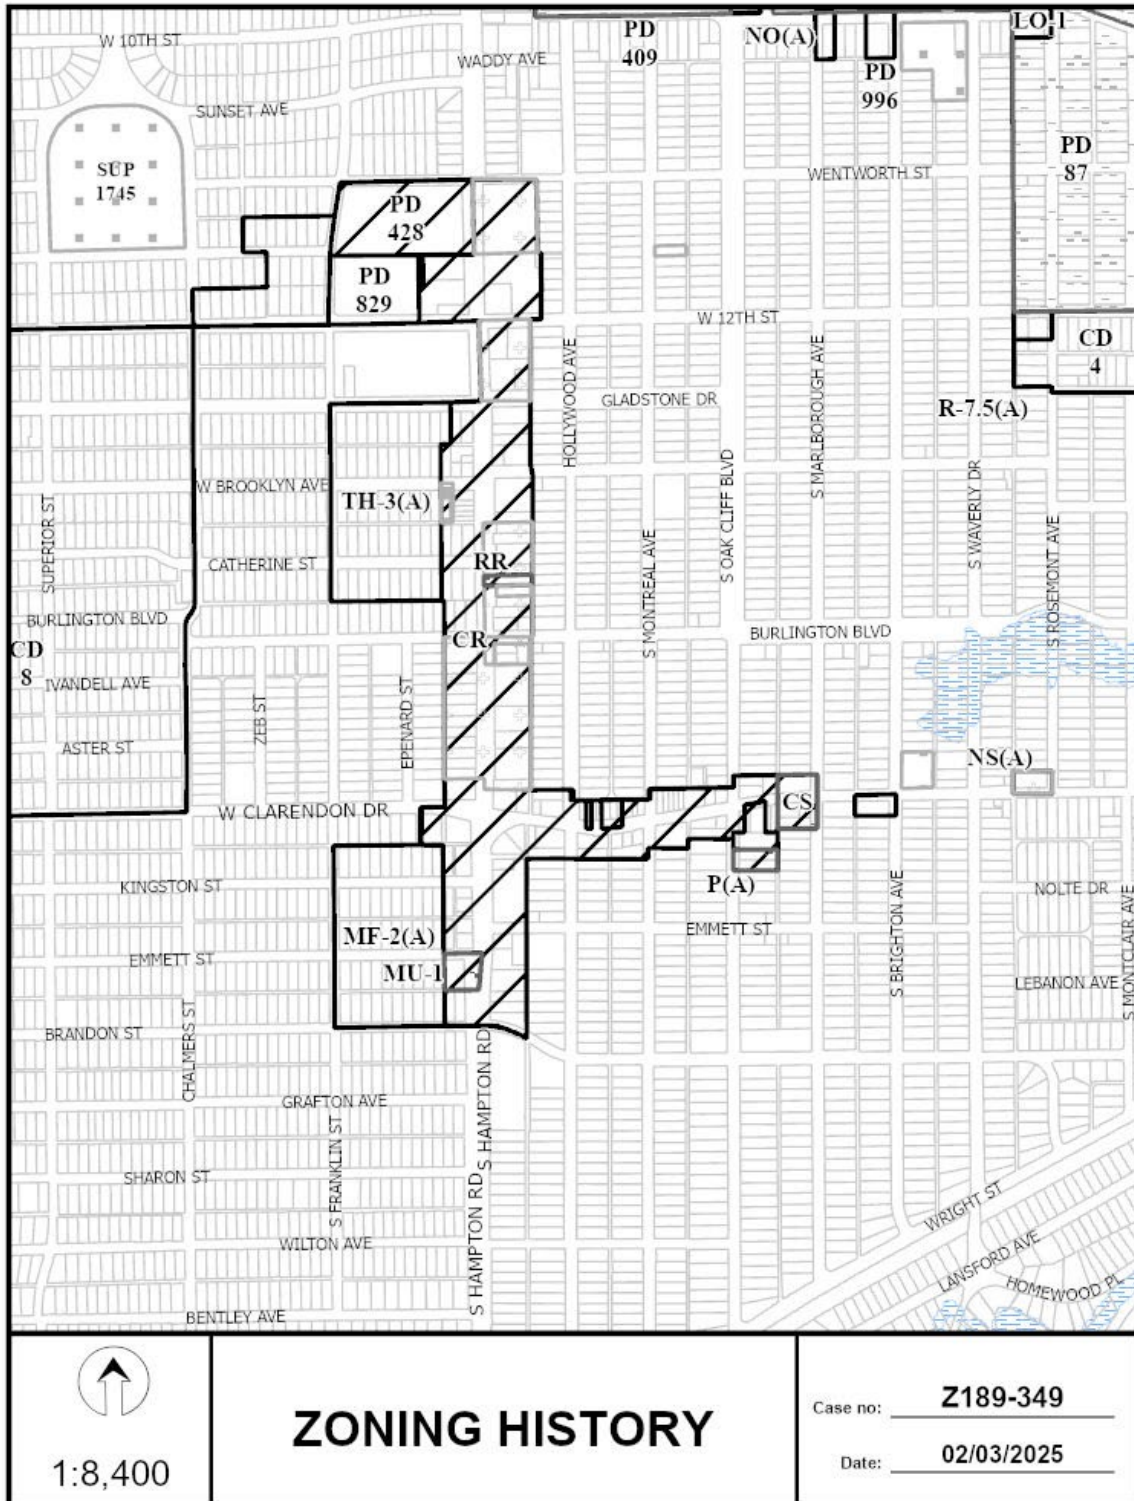 W 10TH ST
PD
409
NO(A)
LO-1
WADDY AVE
PD
996
SUNSET AVE
SUP
1745
PD
87
WENTWORTH ST
PD
428
PD
829
W 12TH ST
CD
4
HOLLYWOOD AVE
S MARLBOROUGH AVE
GLADSTONE DR
R-7.5(A)
S OAK CLIFF BLVD
W BROOKLYN AVE
TH-3(A)
SUPERIOR ST
S WAVERLY DR
S ROSEMONT AVE
S MONTREAL AVE
CATHERINE ST
RR
BURLINGTON BLVD
CR
BURLINGTON BLVD
CD
8
IVANDELL AVE
ZEB ST
EPENARD ST
ASTER ST
NS(A)
W CLARENDON DR
CS
KINGSTON ST
P(A)
NOLTE DR
S BRIGHTON AVE
S MONTCLAIR AVE
MF-2(A)
EMMETT ST
EMMETT ST
MU-1
LEBANON AVE
BRANDON ST
CHALMERS ST
S HAMPTON RD
GRAFTON AVE
S FRANKLIN ST
SHARON ST
S HAMPTON RD
WRIGHT ST
WILTON AVE
LANSFORD AVE
HOMEWOOD PL
BENTLEY AVE
1:8,400
ZONING HISTORY
Case no: Z189-349
Date: 02/03/2025